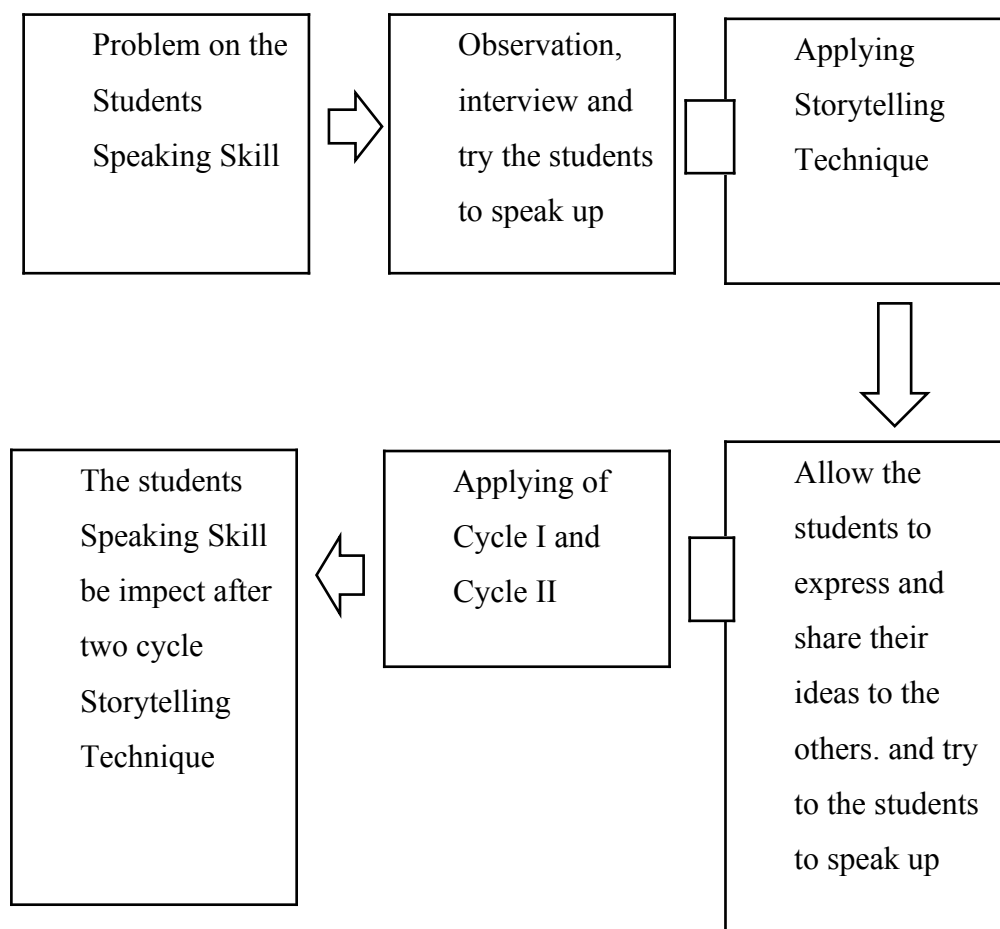 Problem on the
Students
Speaking Skill
Observation,
interview and
try the students
to speak up
Applying
Storytelling
Technique
Allow the
students to
express and
share their
ideas to the
others. and try
to the students
to speak up
Applying of
Cycle I and
Cycle II
The students
Speaking Skill
be impect after
two cycle
Storytelling
Technique